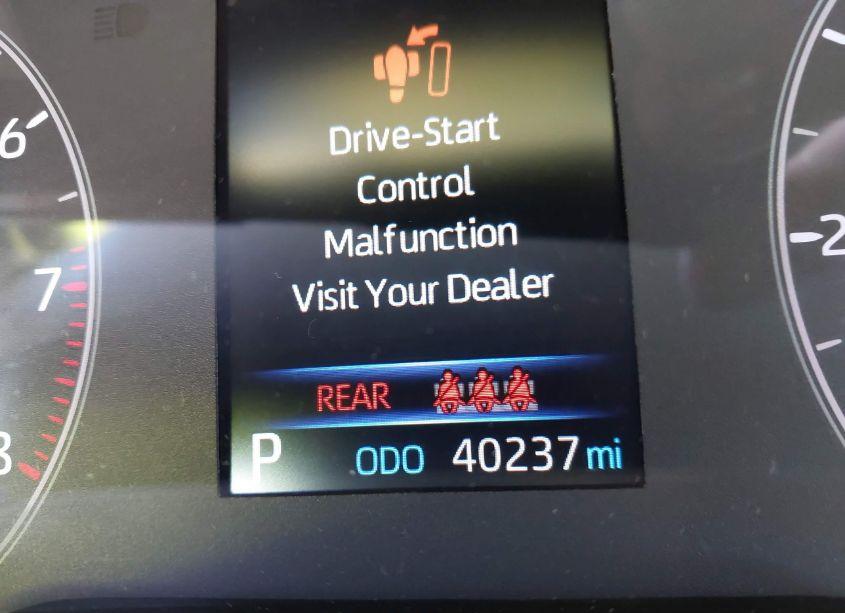 Drive-Start
Control
Malfunction
Visit Your Dealer
REAR
P ODO 40237 mi
6
7
8
2